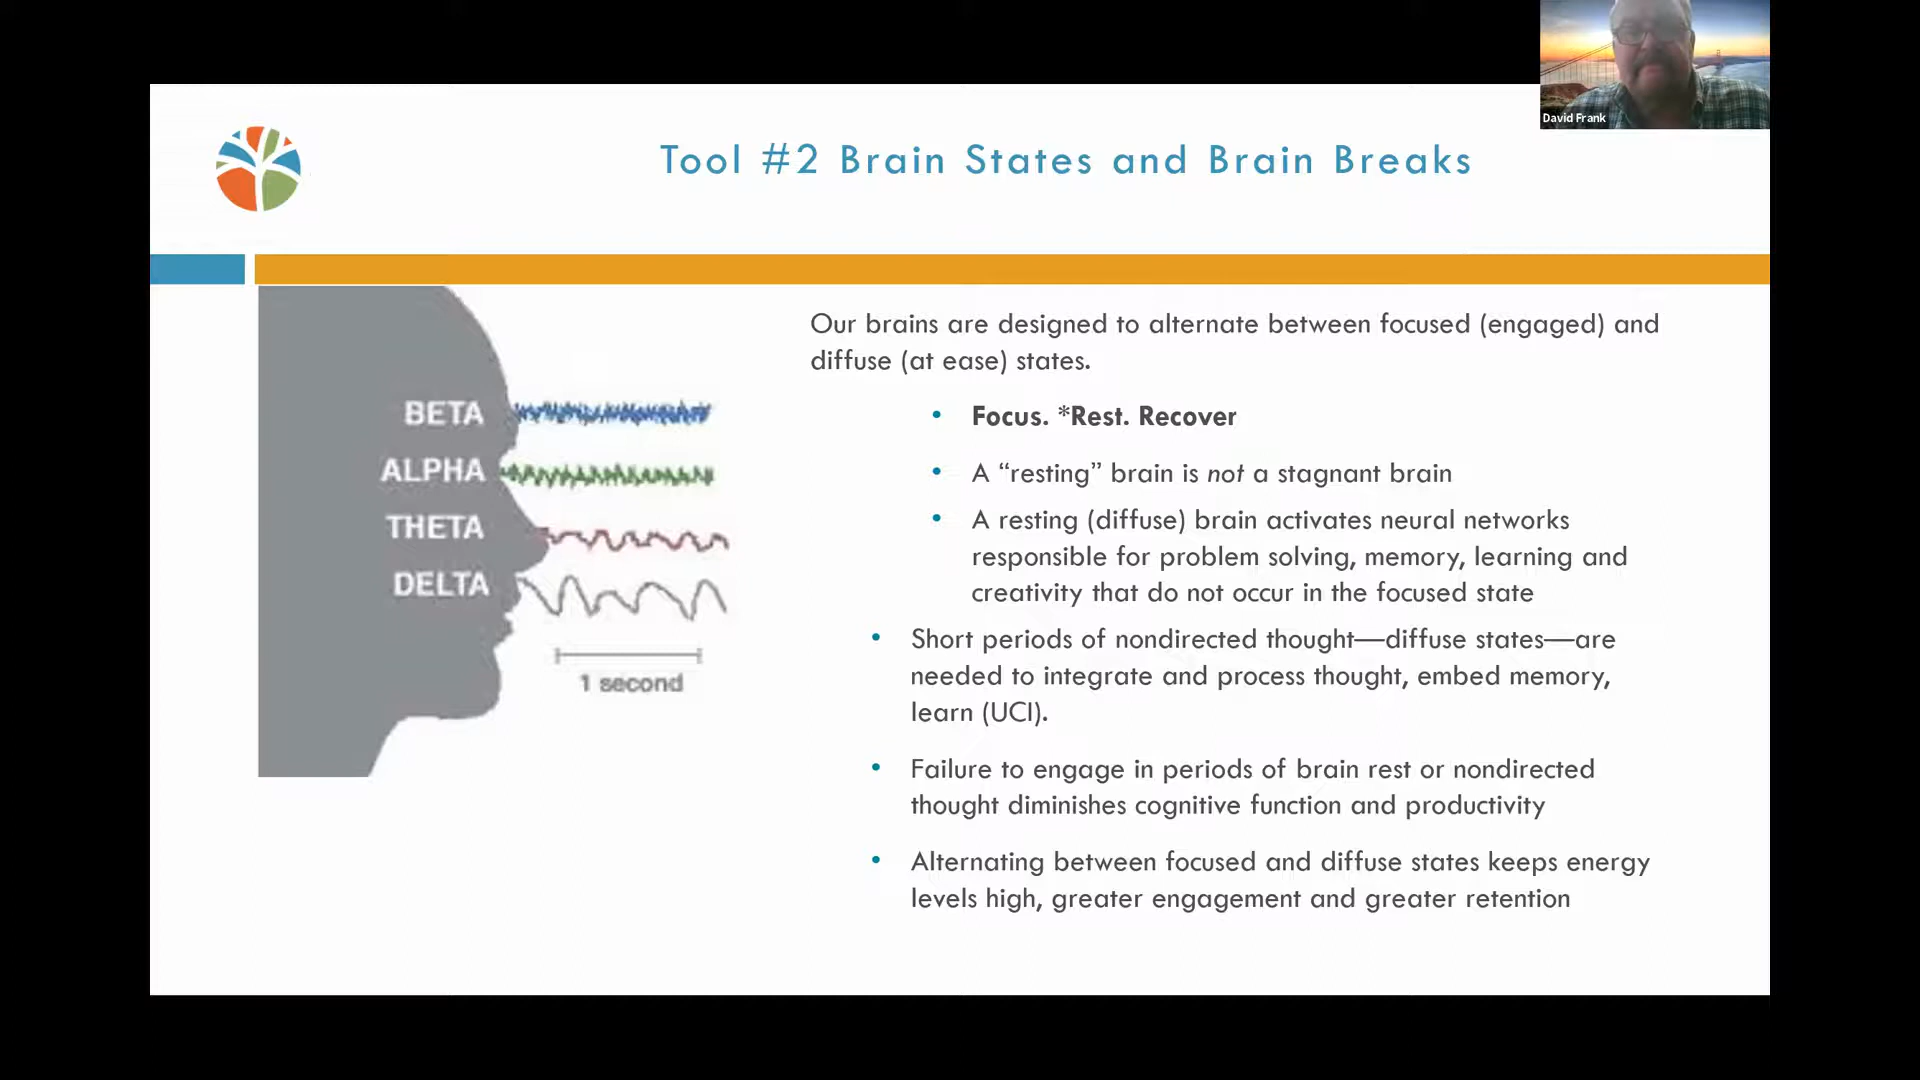 David Frank
Tool #2 Brain States and Brain Breaks
BETA
ALPHA
THETA
DELTA
1 second
Our brains are designed to alternate between focused (engaged) and
diffuse (at ease) states.
• Focus. *Rest. Recover
• A “resting” brain is not a stagnant brain
• A resting (diffuse) brain activates neural networks
responsible for problem solving, memory, learning and
creativity that do not occur in the focused state
• Short periods of nondirected thought—diffuse states—are
needed to integrate and process thought, embed memory,
learn (UCI).
• Failure to engage in periods of brain rest or nondirected
thought diminishes cognitive function and productivity
• Alternating between focused and diffuse states keeps energy
levels high, greater engagement and greater retention